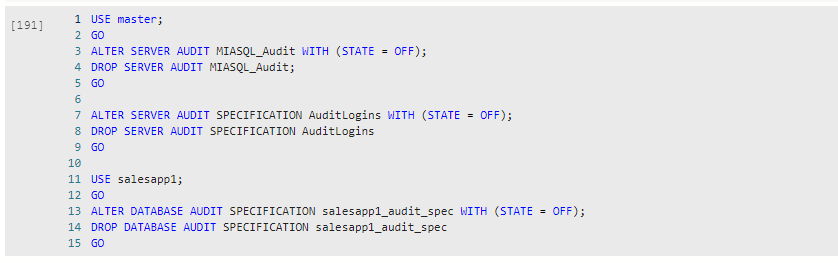 [191]
1 USE master;
2 GO
3 ALTER SERVER AUDIT MIASQL_Audit WITH (STATE = OFF);
4 DROP SERVER AUDIT MIASQL_Audit;
5 GO
6
7 ALTER SERVER AUDIT SPECIFICATION AuditLogins WITH (STATE = OFF);
8 DROP SERVER AUDIT SPECIFICATION AuditLogins
9 GO
10
11 USE salesapp1;
12 GO
13 ALTER DATABASE AUDIT SPECIFICATION salesapp1_audit_spec WITH (STATE = OFF);
14 DROP DATABASE AUDIT SPECIFICATION salesapp1_audit_spec
15 GO